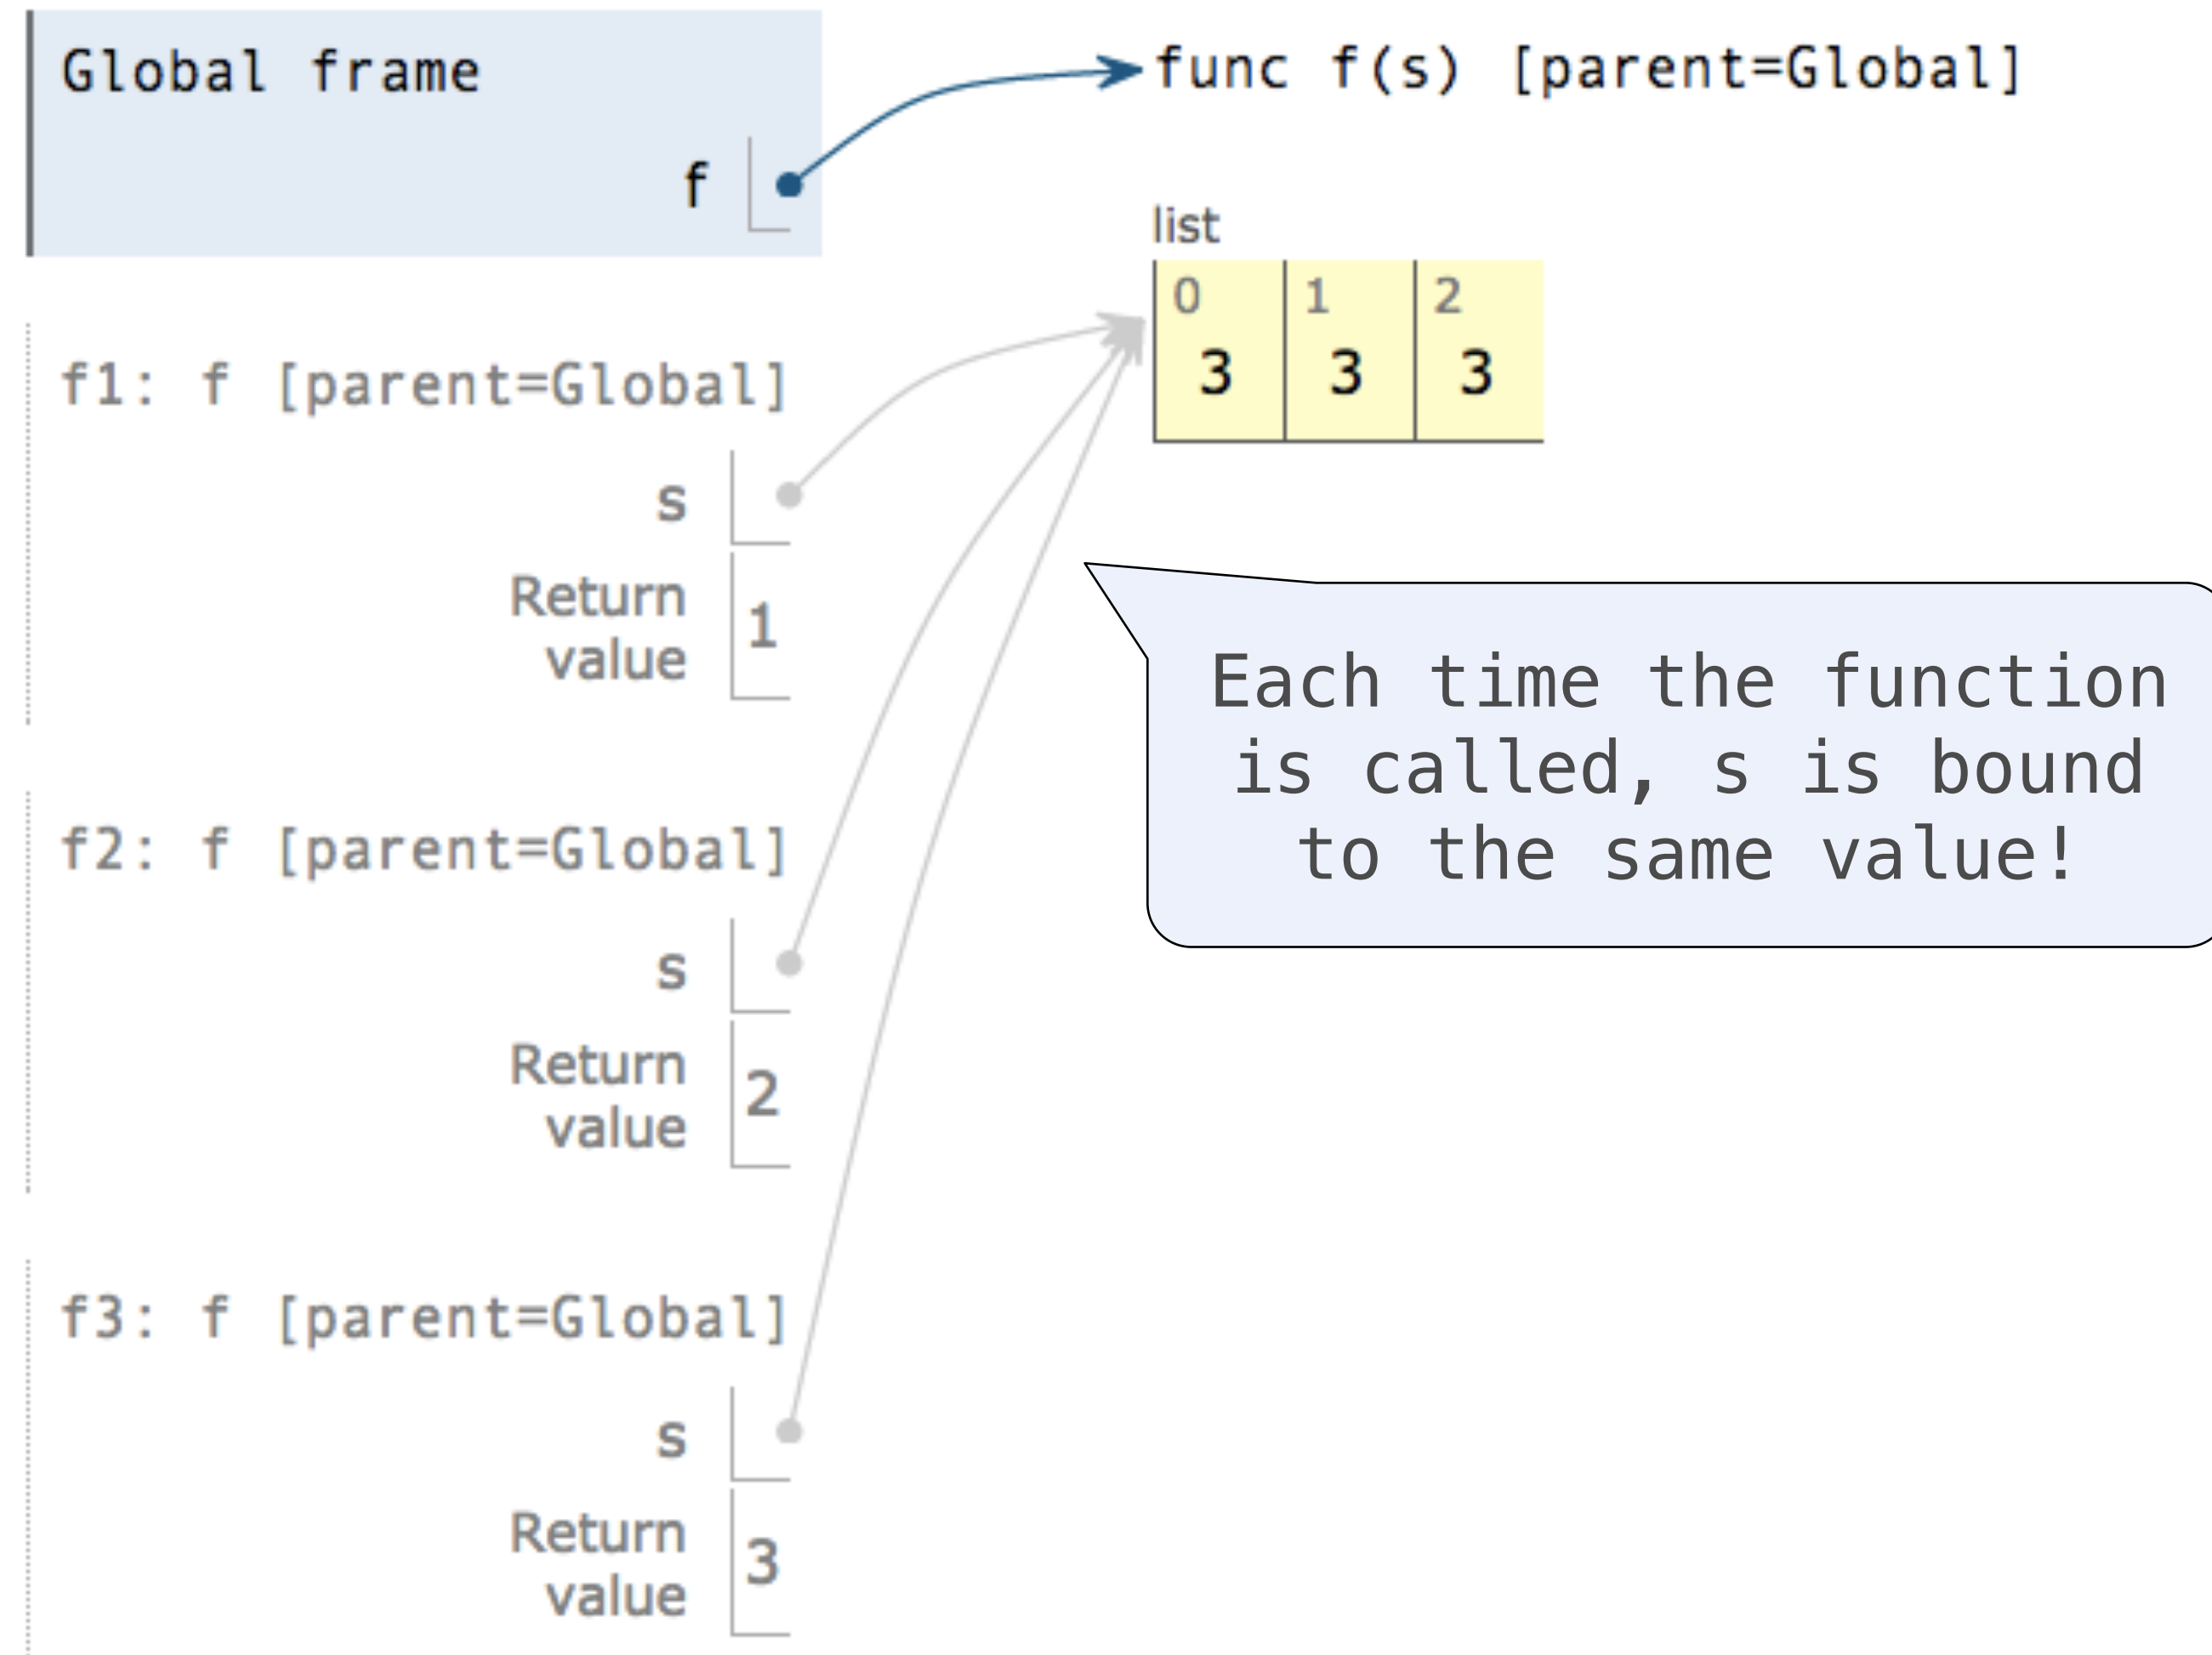 Global frame
f
func f(s) [parent=Global]
list
0 1 2
3 3 3
f1: f [parent=Global]
s
Return
value
1
Each time the function
is called, s is bound
to the same value!
f2: f [parent=Global]
s
Return
value
2
f3: f [parent=Global]
s
Return
value
3